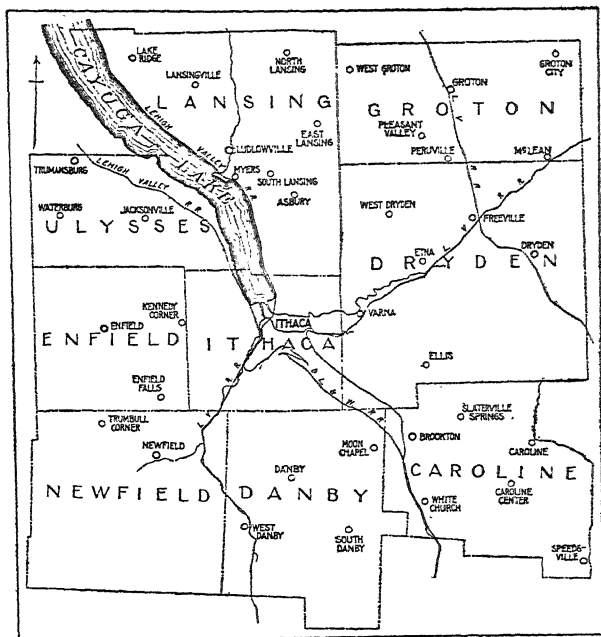 CAYUGA LAKE
LAKE
RIDGE
LANSINGVILLE
NORTH
LANSING
LANSING
LEHIGH VALLEY R R
LUDLOWVILLE
EAST
LANSING
MYERS
SOUTH LANSING
ASBURY
WEST GROTON
GROTON
CITY
GROTON
GROTON
PLEASANT
VALLEY
PERUVILLE
MCLEAN
TRUMANSBURG
LEHIGH VALLEY R.R.
WATERBURG
JACKSONVILLE
ULYSSES
WEST DRYDEN
FREEVILLE
L V R R
ETNA
DRYDEN
DRYDEN
VARNA
ELLIS
KENNEDY
CORNER
ENFIELD
ENFIELD
ENFIELD
FALLS
ITHACA
ITHACA
D L & W R R
TRUMBULL
CORNER
NEWFIELD
NEWFIELD
MOON
CHAPEL
DANBY
DANBY
WEST
DANBY
SOUTH
DANBY
SLATERVILLE
SPRINGS
BROOKTON
CAROLINE
CAROLINE
CAROLINE
CENTER
WHITE
CHURCH
SPEEDS-
VILLE